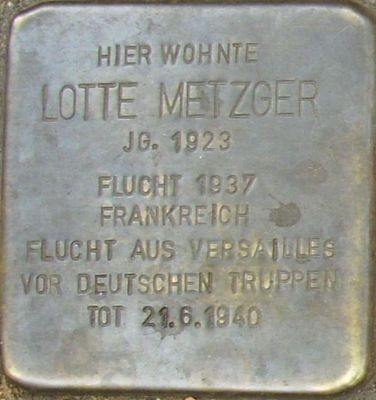 HIER WOHNTE
LOTTE METZGER
JG. 1923
FLUCHT 1937
FRANKREICH
FLUCHT AUS VERSAILLES
VOR DEUTSCHEN TRUPPEN
TOT 21.6.1940